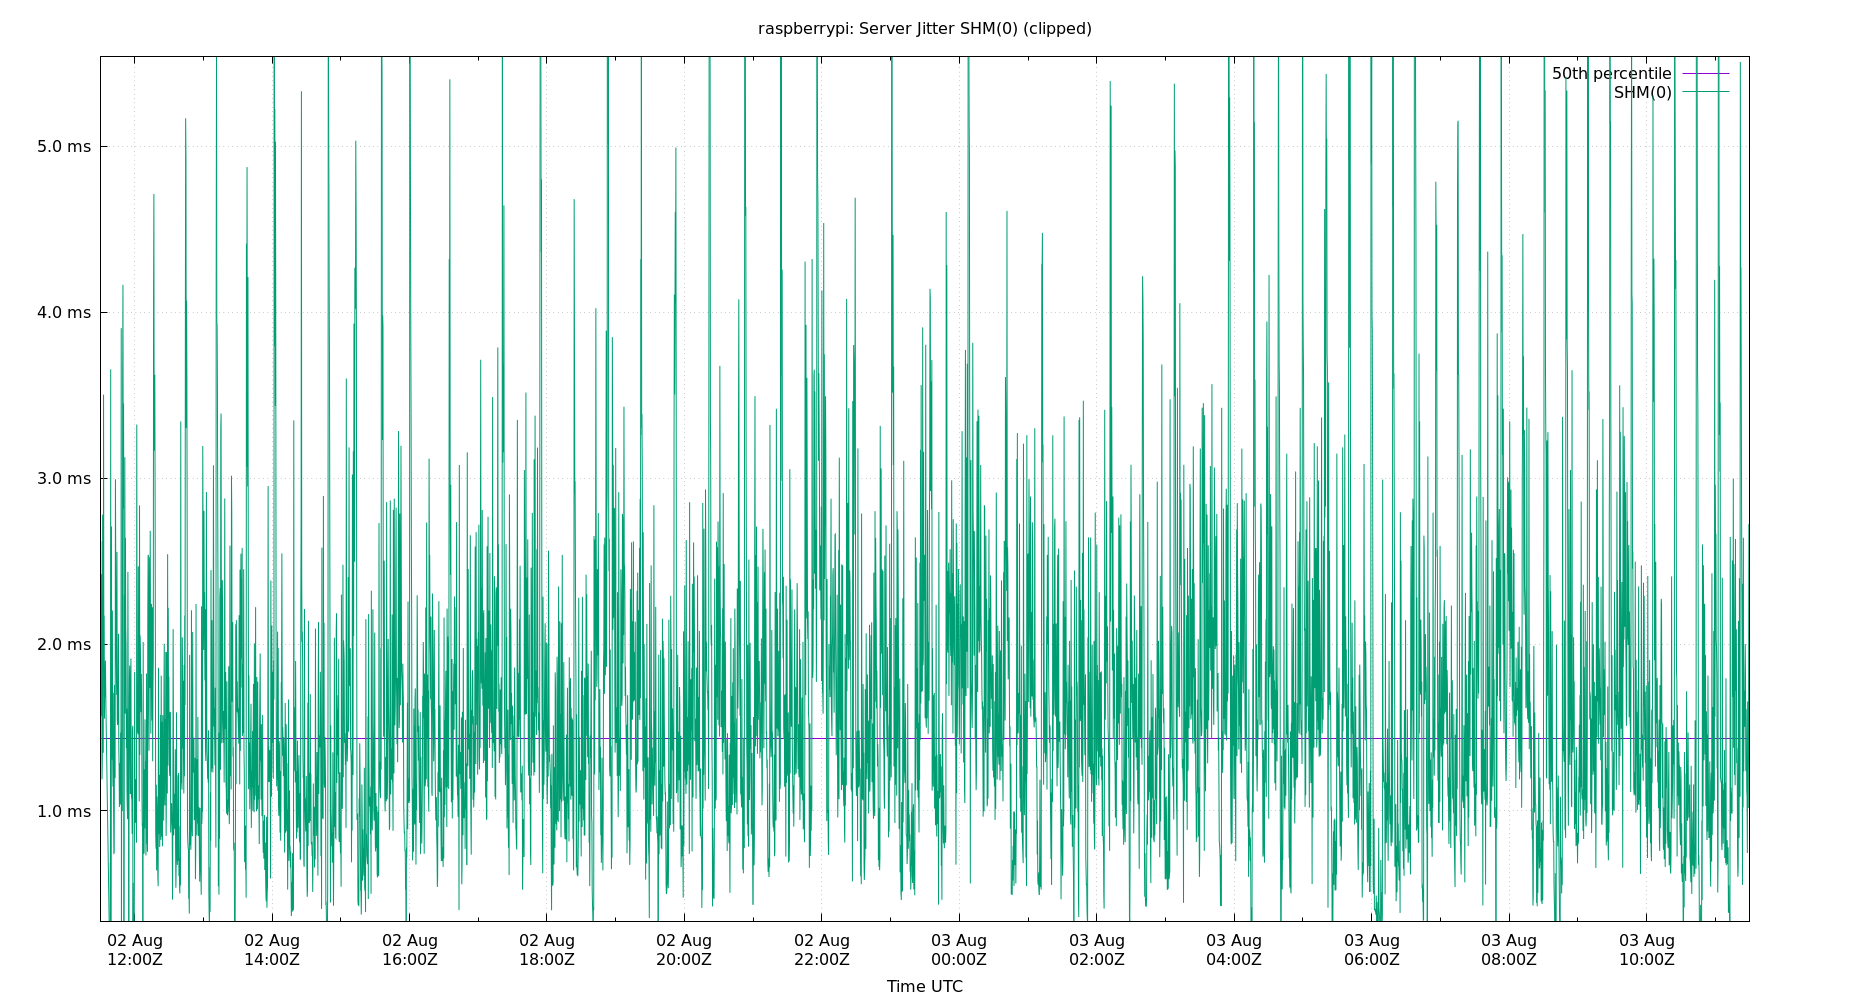 raspberrypi: Server Jitter SHM(0) (clipped)
50th percentile
SHM(0)
5.0 ms
4.0 ms
3.0 ms
2.0 ms
1.0 ms
02 Aug 02 Aug 02 Aug 02 Aug 02 Aug 02 Aug 03 Aug 03 Aug 03 Aug 03 Aug 03 Aug 03 Aug
12:00Z 14:00Z 16:00Z 18:00Z 20:00Z 22:00Z 00:00Z 02:00Z 04:00Z 06:00Z 08:00Z 10:00Z
Time UTC